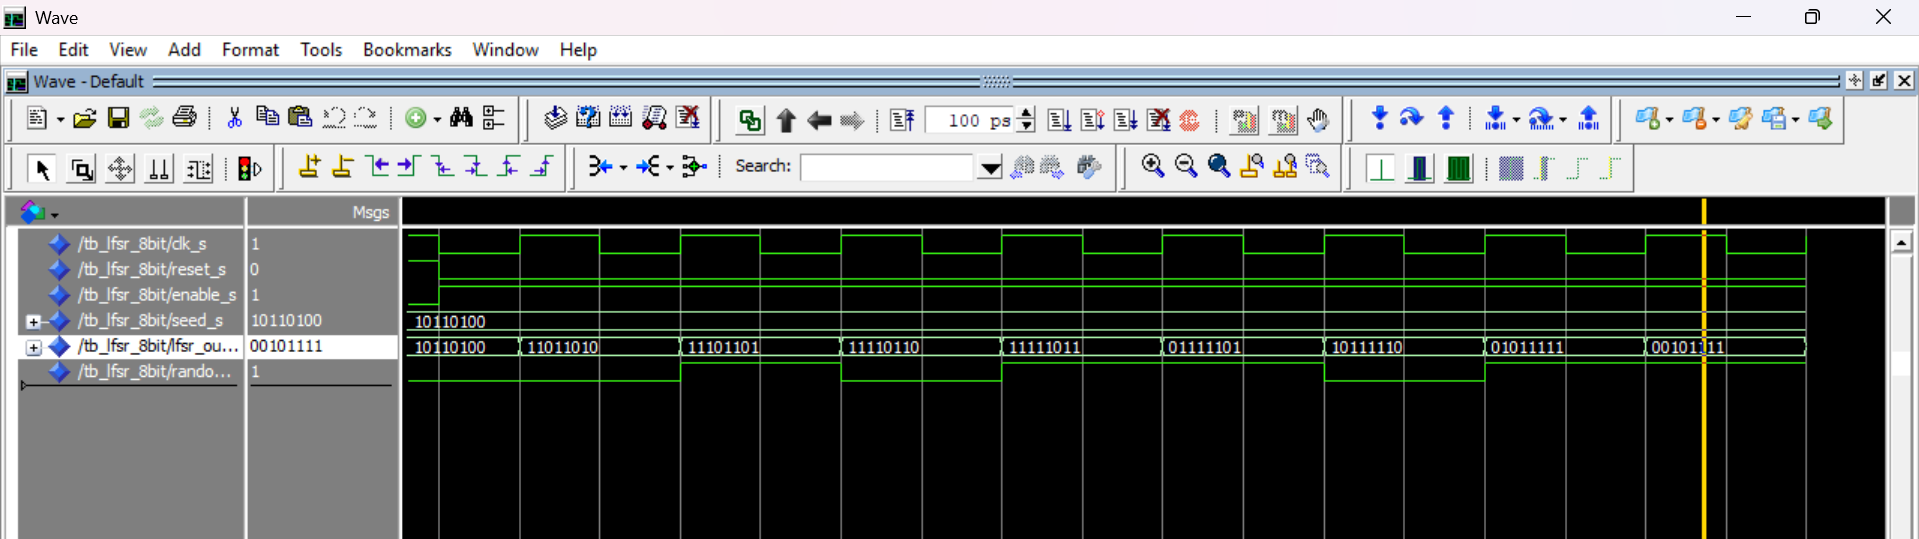 Wave
File Edit View Add Format Tools Bookmarks Window Help
Wave - Default
100 ps
Search:
Msgs
/tb_lfsr_8bit/clk_s 1
/tb_lfsr_8bit/reset_s 0
/tb_lfsr_8bit/enable_s 1
/tb_lfsr_8bit/seed_s 10110100 10110100
/tb_lfsr_8bit/lfsr_ou... 00101111 10110100 11011010 11101101 11110110 11111011 01111101 10111110 01011111 00101111
/tb_lfsr_8bit/rando... 1